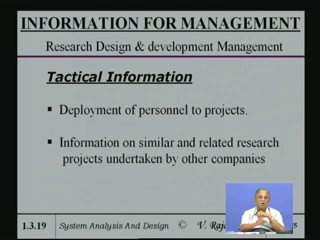 INFORMATION FOR MANAGEMENT
Research Design & development Management
Tactical Information
▪ Deployment of personnel to projects.
▪ Information on similar and related research
projects undertaken by other companies
1.3.19 System Analysis And Design © V.